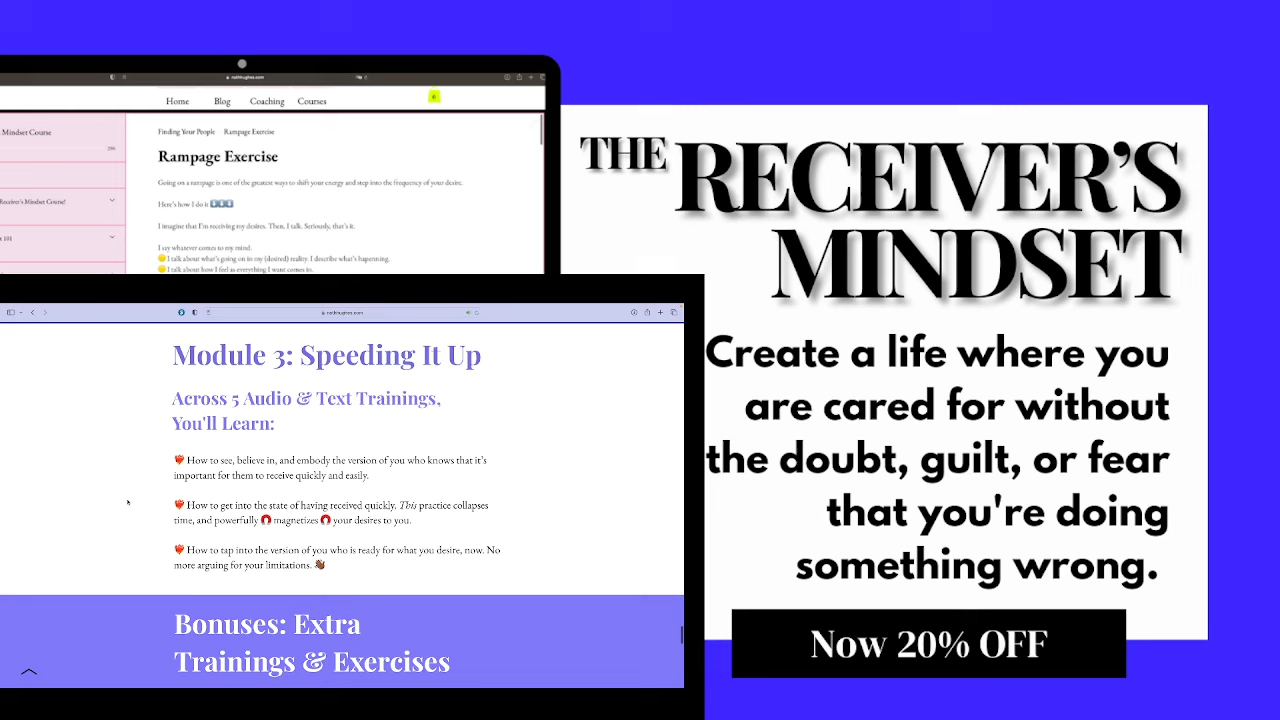 nathhughes.com
Home Blog Coaching Courses
Mindset Course
Receiver's Mindset Course!
101
Finding Your People Rampage Exercise
Rampage Exercise
Going on a rampage is one of the greatest ways to shift your energy and step into the frequency of your desire.
Here's how I do it ⬇️⬇️⬇️
I imagine that I'm receiving my desires. Then, I talk. Seriously, that's it.
I say whatever comes to my mind.
I talk about what's going on in my (desired) reality. I describe what's happening.
I talk about how I feel as everything I want comes in.
THE RECEIVER'S
MINDSET
Create a life where you
are cared for without
the doubt, guilt, or fear
that you're doing
something wrong.
Now 20% OFF
nathhughes.com
Module 3: Speeding It Up
Across 5 Audio & Text Trainings,
You'll Learn:
❤️‍🔥 How to see, believe in, and embody the version of you who knows that it's
important for them to receive quickly and easily.
❤️‍🔥 How to get into the state of having received quickly. This practice collapses
time, and powerfully 🧲 magnetizes 🧲 your desires to you.
❤️‍🔥 How to tap into the version of you who is ready for what you desire, now. No
more arguing for your limitations. 👋🏾
Bonuses: Extra
Trainings & Exercises